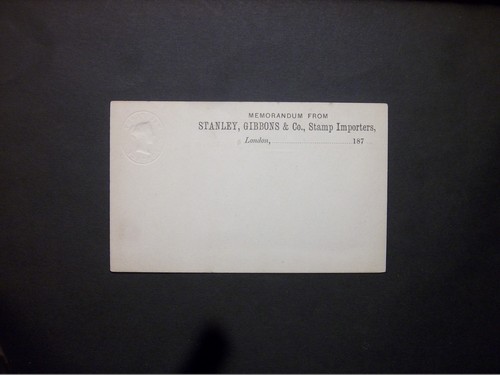 MEMORANDUM FROM
STANLEY, GIBBONS & Co., Stamp Importers,
London, 187